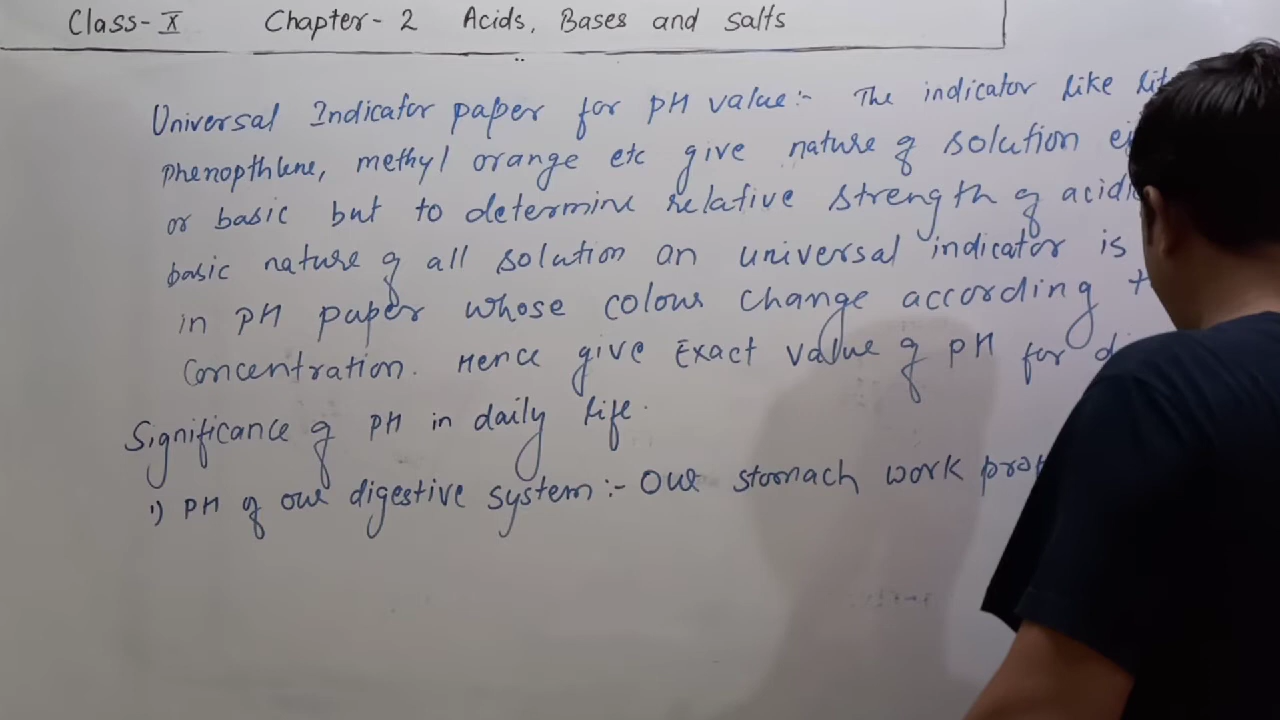 Class- X Chapter- 2 Acids, Bases and salts
Universal Indicator paper for pH value:- The indicator like
phenopthlene, methyl orange etc give nature of solution
or basic but to determine relative strength of
basic nature of all solution an universal indicator is
in pH paper whose colour change according
concentration. Hence give Exact value of pH for
Significance of pH in daily life.
1) pH of our digestive system:- Our stomach work